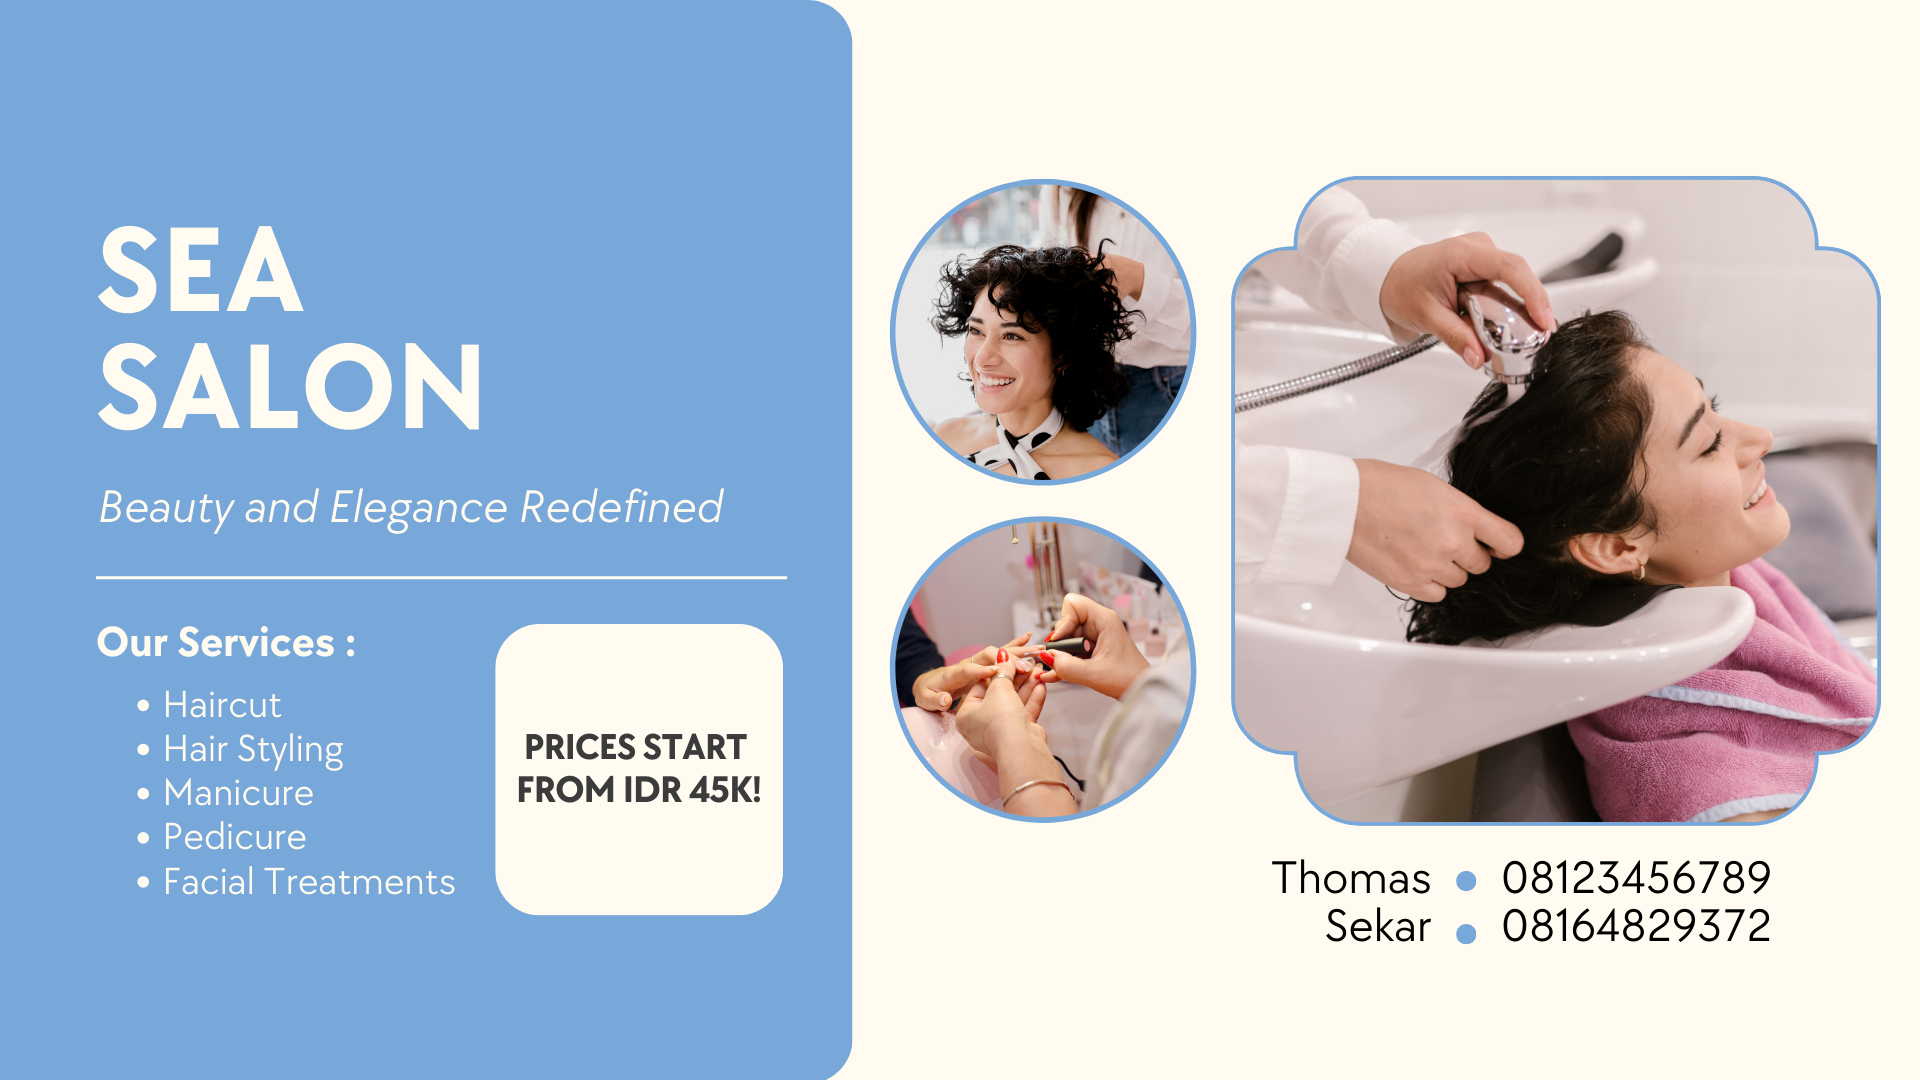 SEA
SALON
Beauty and Elegance Redefined
Our Services :
• Haircut
• Hair Styling
• Manicure
• Pedicure
• Facial Treatments
PRICES START
FROM IDR 45K!
Thomas • 08123456789
Sekar • 08164829372